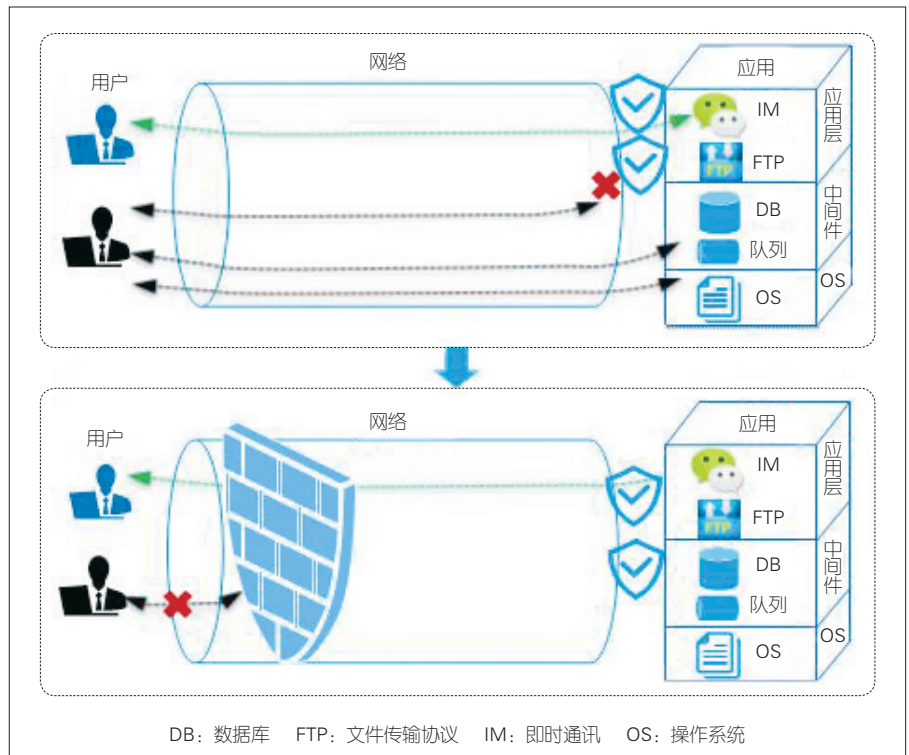 网络
用户
应用
IM
FTP
应用层
DB
队列
中间件
OS
OS
网络
用户
应用
IM
FTP
FTP
应用层
DB
队列
中间件
OS
OS
DB：数据库 FTP：文件传输协议 IM：即时通讯 OS：操作系统